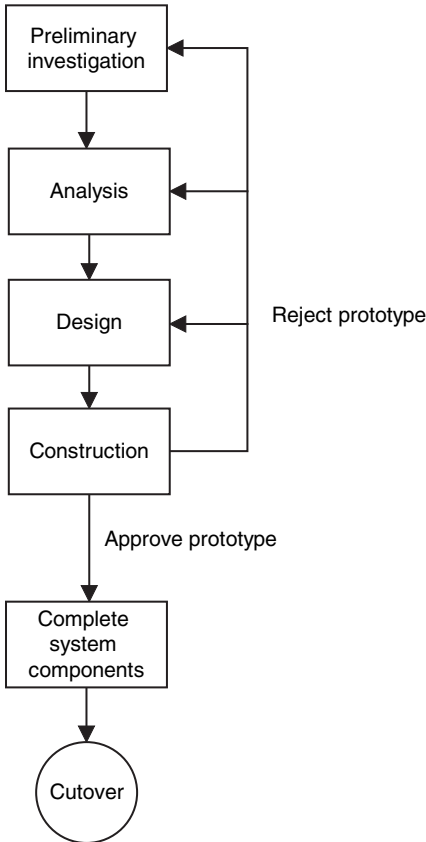 Preliminary
investigation
Analysis
Design
Reject prototype
Construction
Approve prototype
Complete
system
components
Cutover